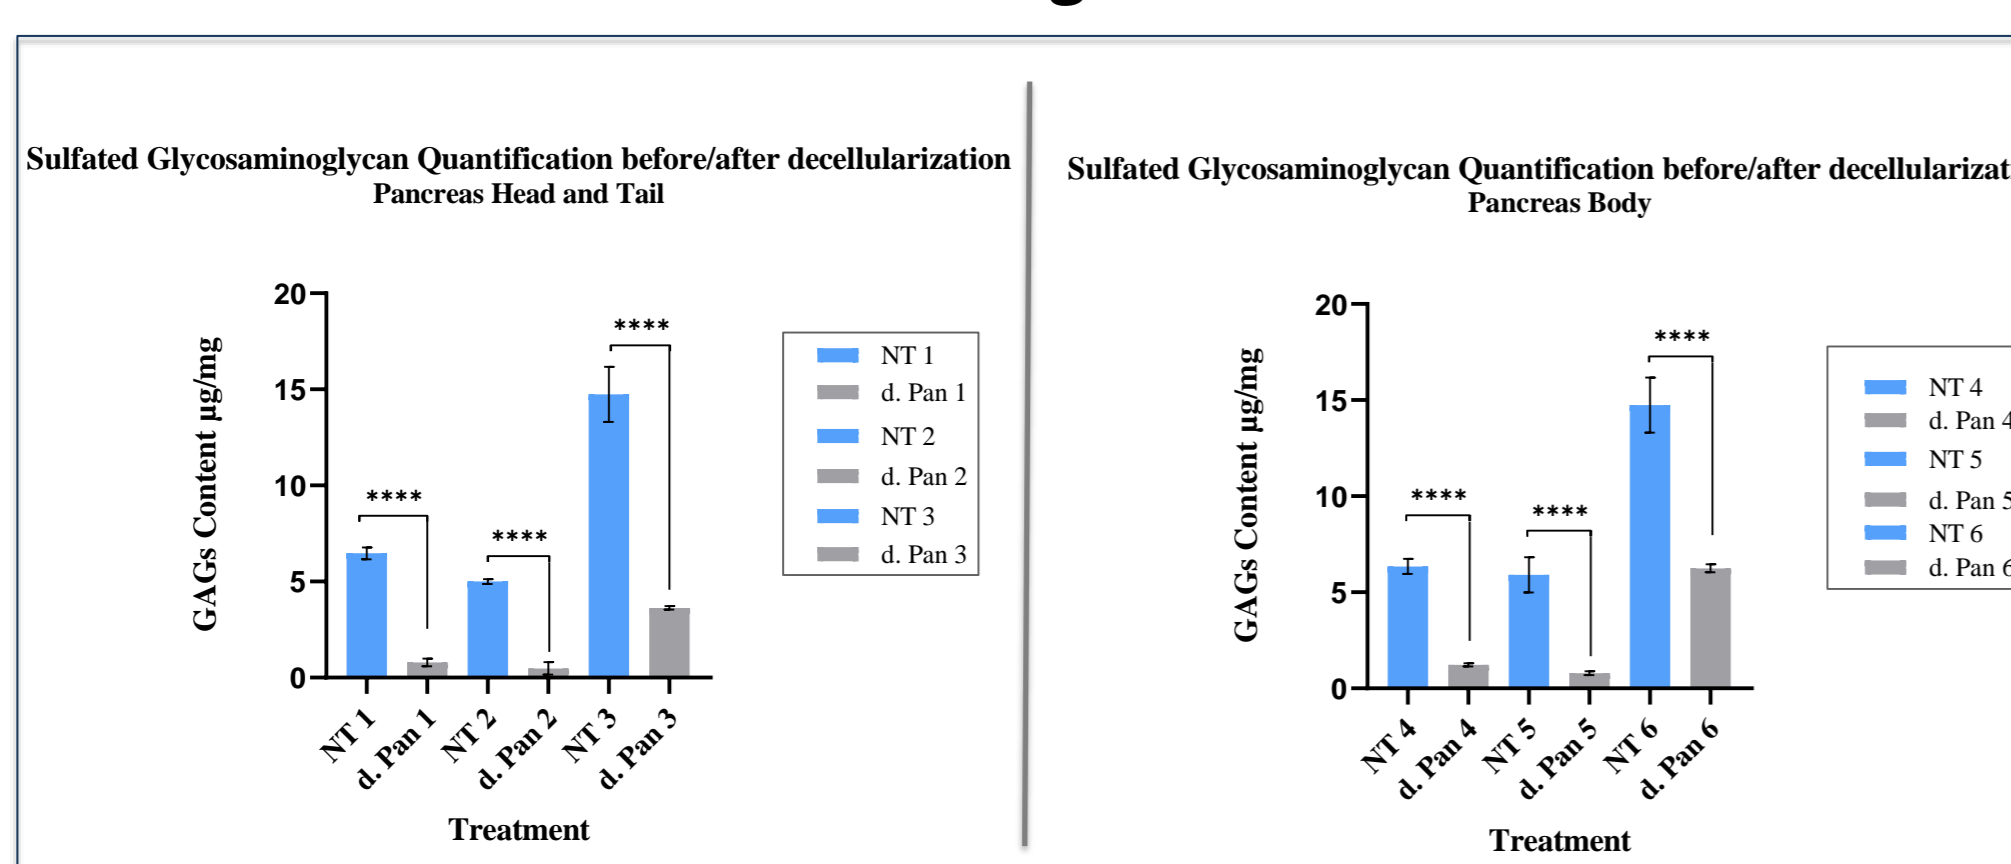 Sulfated Glycosaminoglycan Quantification before/after decellularization
Pancreas Head and Tail
20
15
10
5
0
GAGs Content µg/mg
****
****
****
NT 1
d. Pan 1
NT 2
d. Pan 2
NT 3
d. Pan 3
Treatment
NT 1
d. Pan 1
NT 2
d. Pan 2
NT 3
d. Pan 3
Sulfated Glycosaminoglycan Quantification before/after decellularizati
Pancreas Body
20
15
10
5
0
GAGs Content µg/mg
****
****
****
NT 4
d. Pan 4
NT 5
d. Pan 5
NT 6
d. Pan 6
Treatment
NT 4
d. Pan 4
NT 5
d. Pan 5
NT 6
d. Pan 6